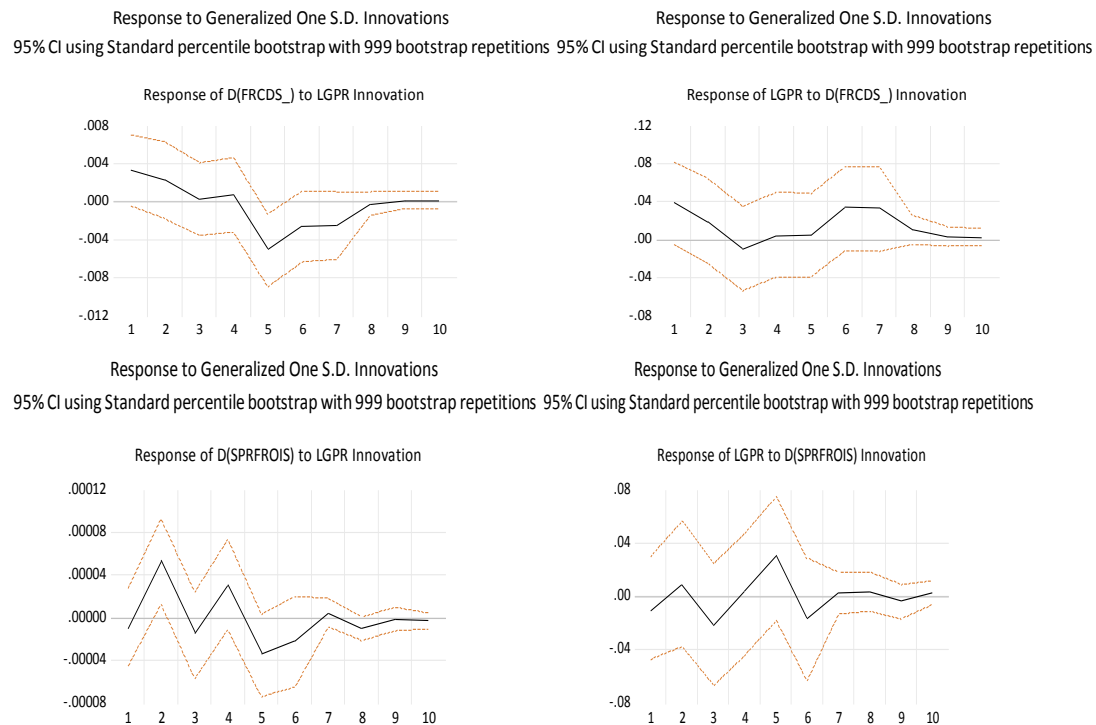 Response to Generalized One S.D. Innovations
95% CI using Standard percentile bootstrap with 999 bootstrap repetitions
Response of D(FRCDS_) to LGPR Innovation
.008
.004
.000
-.004
-.008
-.012
1 2 3 4 5 6 7 8 9 10
Response to Generalized One S.D. Innovations
95% CI using Standard percentile bootstrap with 999 bootstrap repetitions
Response of LGPR to D(FRCDS_) Innovation
.12
.08
.04
.00
-.04
-.08
1 2 3 4 5 6 7 8 9 10
Response to Generalized One S.D. Innovations
95% CI using Standard percentile bootstrap with 999 bootstrap repetitions
Response of D(SPRFROIS) to LGPR Innovation
.00012
.00008
.00004
.00000
-.00004
-.00008
1 2 3 4 5 6 7 8 9 10
Response to Generalized One S.D. Innovations
95% CI using Standard percentile bootstrap with 999 bootstrap repetitions
Response of LGPR to D(SPRFROIS) Innovation
.08
.04
.00
-.04
-.08
1 2 3 4 5 6 7 8 9 10